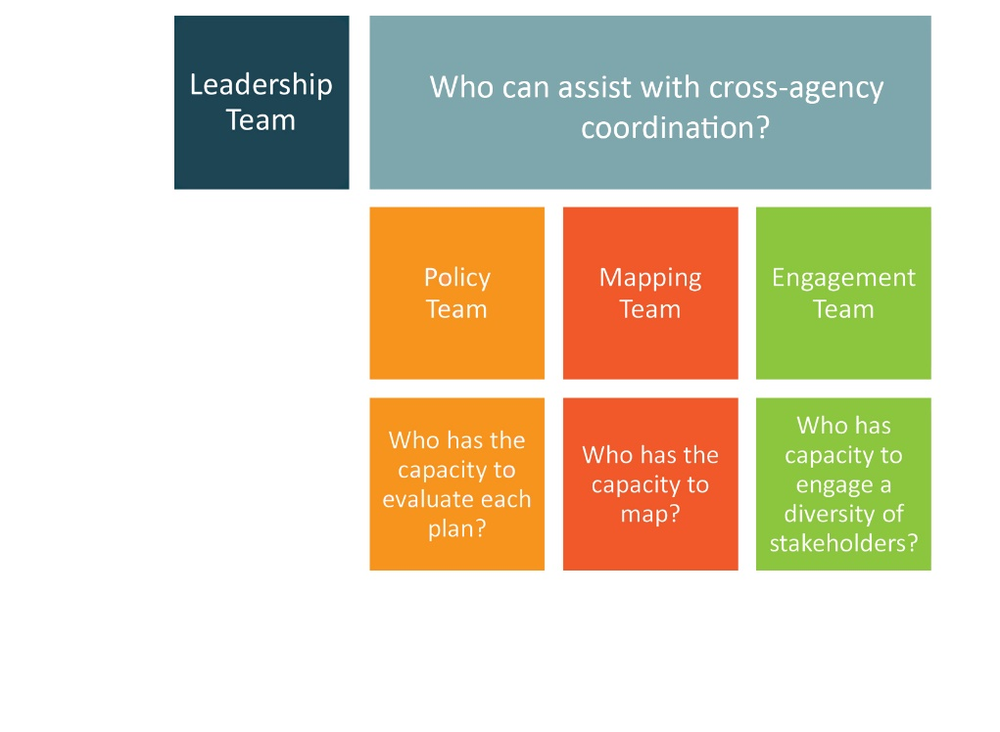 Leadership
Team
Who can assist with cross-agency
coordination?
Policy
Team
Mapping
Team
Engagement
Team
Who has the
capacity to
evaluate each
plan?
Who has the
capacity to
map?
Who has
capacity to
engage a
diversity of
stakeholders?